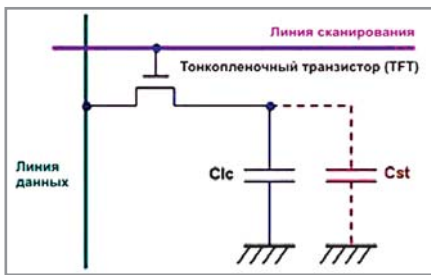 Линия сканирования
Тонкопленочный транзистор (TFT)
Линия
данных
Clc
Cst